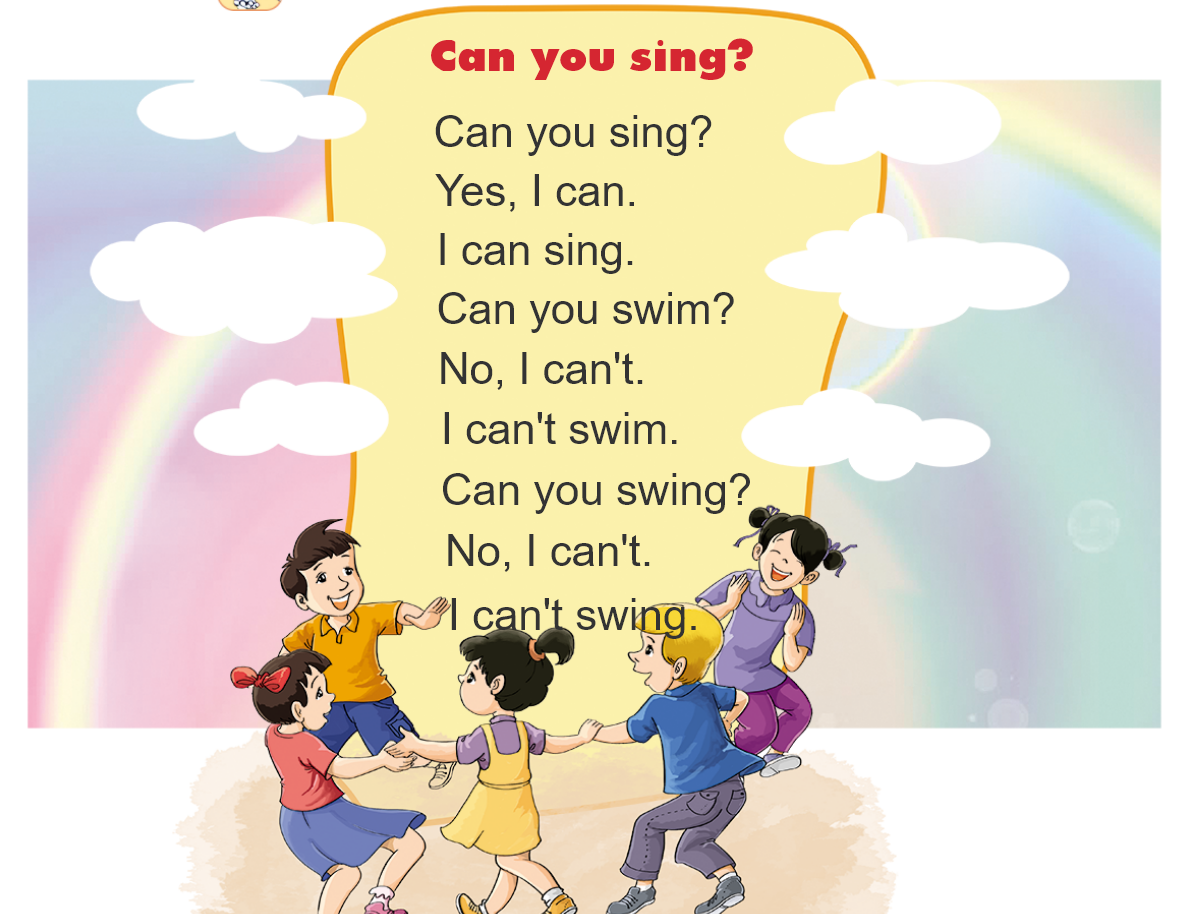 Can you sing?
Can you sing?
Yes, I can.
I can sing.
Can you swim?
No, I can't.
I can't swim.
Can you swing?
No, I can't.
I can't swing.